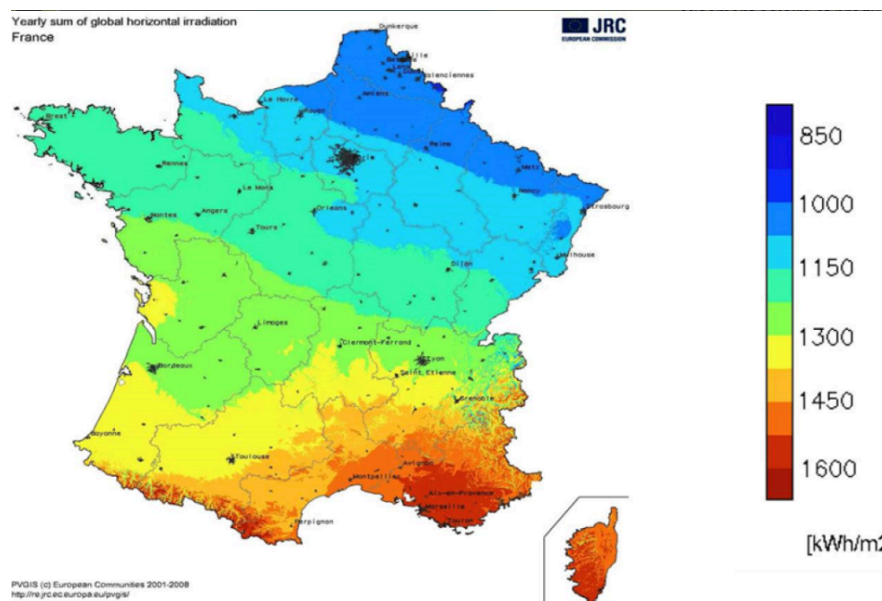 Yearly sum of global horizontal irradiation
France
JRC
EUROPEAN COMMISSION
Dunkerque
Lille
Valenciennes
Amiens
Le Havre
Rouen
Reims
Metz
Nancy
Strasbourg
Brest
Rennes
Le Mans
Orleans
Nantes
Angers
Tours
Dijon
Mulhouse
Limoges
Clermont-Ferrand
Lyon
Saint Etienne
Grenoble
Bordeaux
Bayonne
Toulouse
Montpellier
Avignon
Aix-en-Provence
Marseille
Toulon
Perpignan
850
1000
1150
1300
1450
1600
[kWh/m2
PVGIS (c) European Communities 2001-2008
http://re.jrc.ec.europa.eu/pvgis/